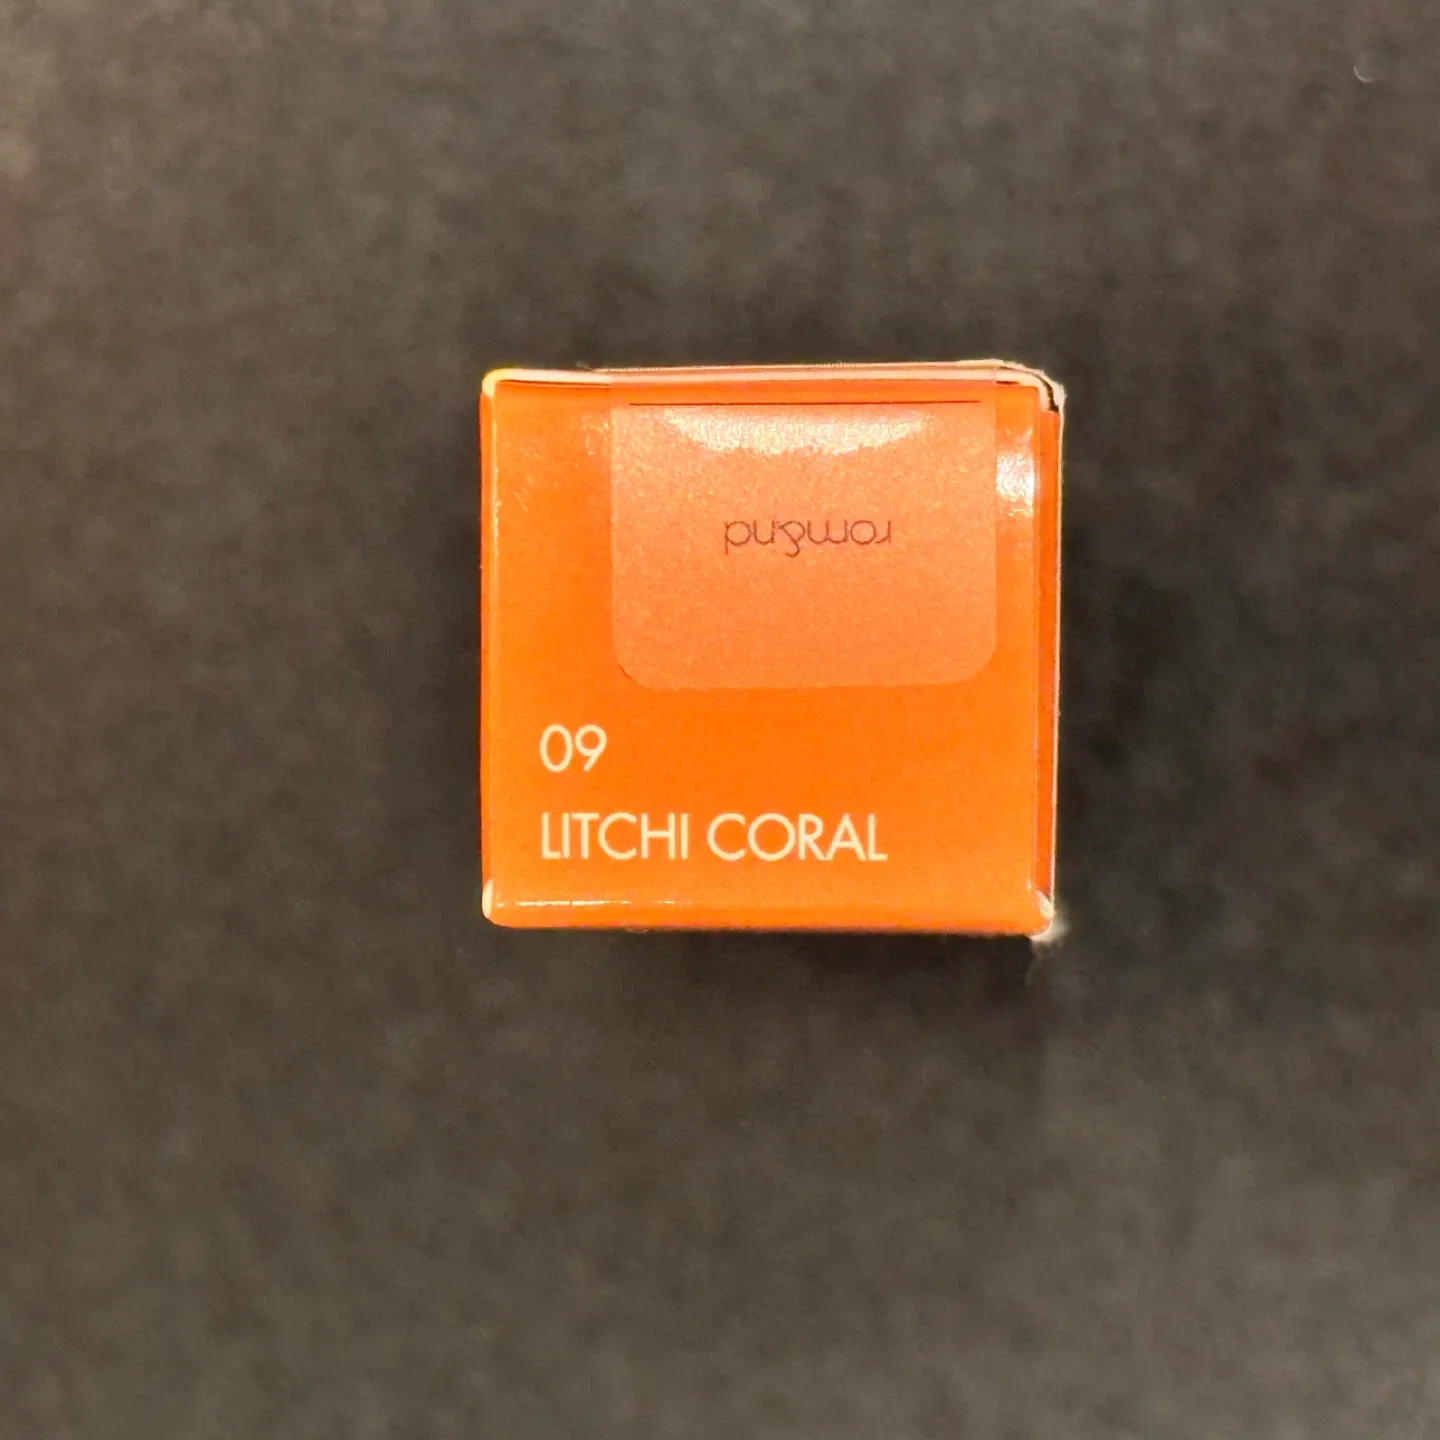 rom&nd
09
LITCHI CORAL